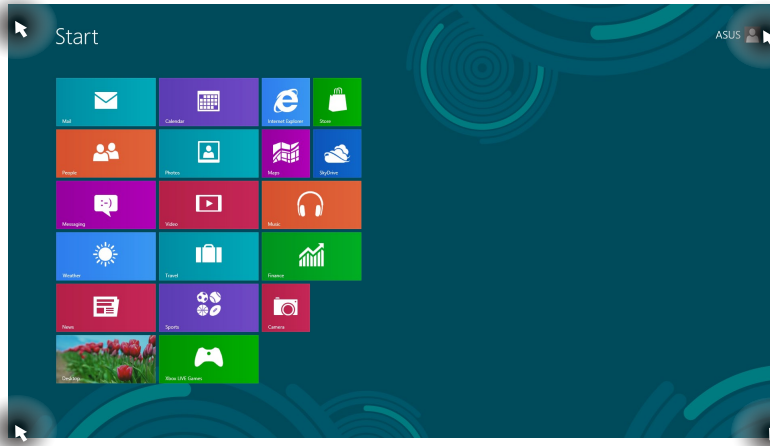 Start
ASUS
Mail
Calendar
Internet Explorer
Store
People
Photos
Maps
SkyDrive
Messaging
:-)
Video
Music
Weather
Travel
Finance
News
Sports
Camera
Desktop
Xbox LIVE Games